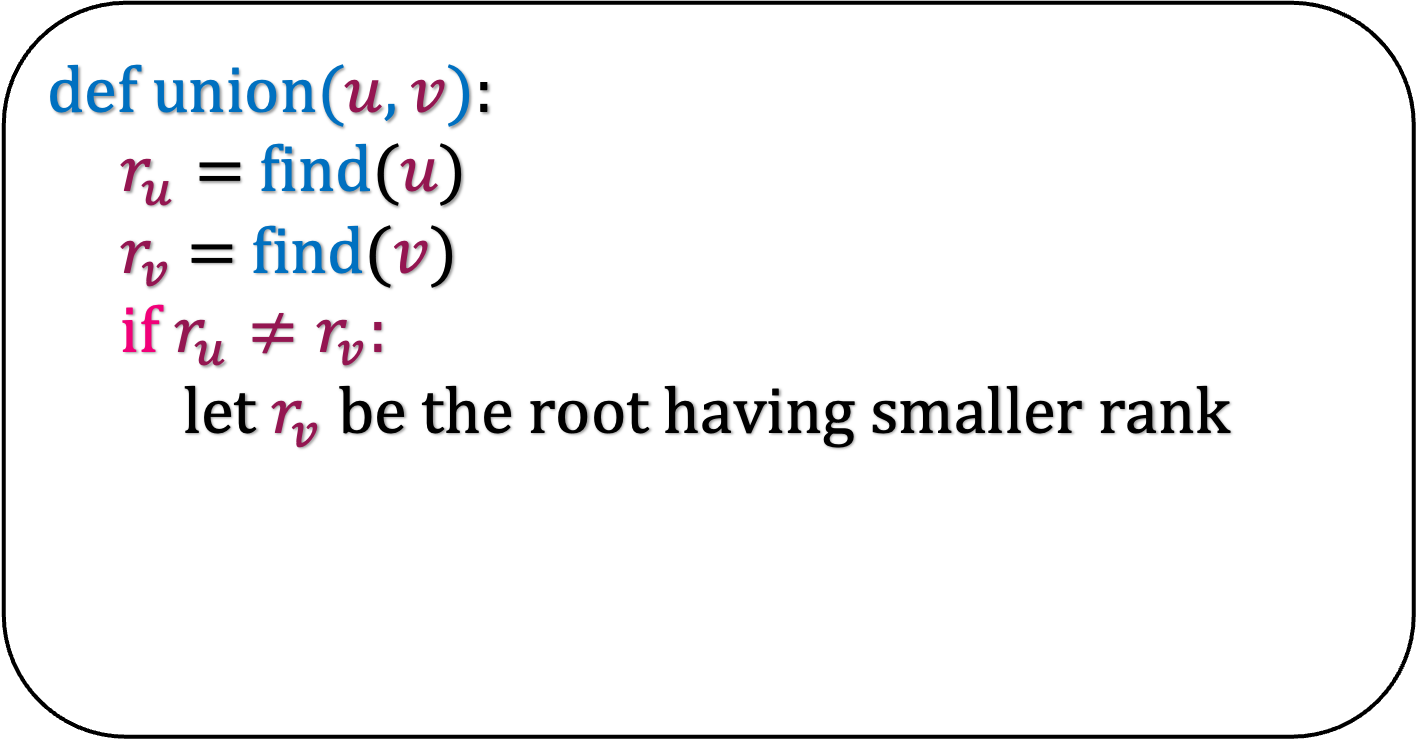 def union(u, v):
r_u = find(u)
r_v = find(v)
if r_u ≠ r_v:
let r_v be the root having smaller rank